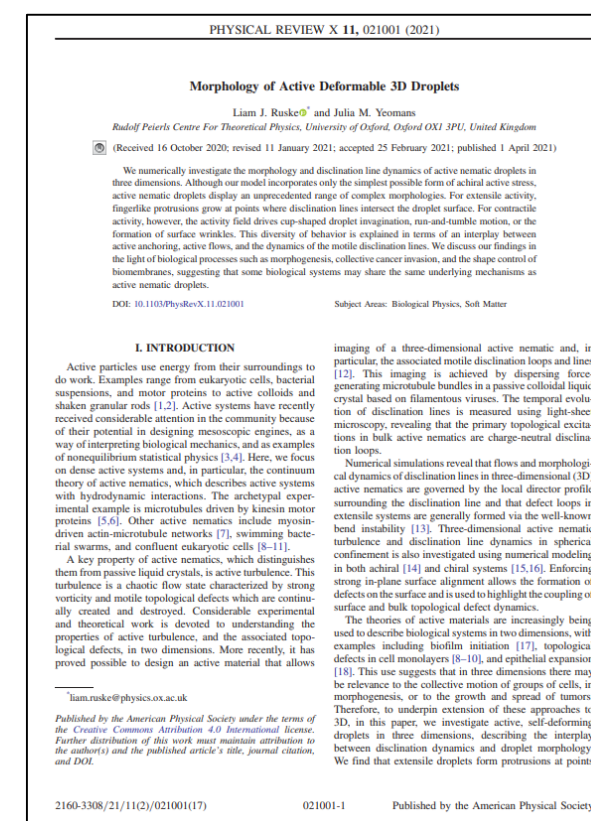 PHYSICAL REVIEW X 11, 021001 (2021)
Morphology of Active Deformable 3D Droplets
Liam J. Ruske * and Julia M. Yeomans
Rudolf Peierls Centre For Theoretical Physics, University of Oxford, Oxford OX1 3PU, United Kingdom
(Received 16 October 2020; revised 11 January 2021; accepted 25 February 2021; published 1 April 2021)
We numerically investigate the morphology and disclination line dynamics of active nematic droplets in
three dimensions. Although our model incorporates only the simplest possible form of achiral active stress,
active nematic droplets display an unprecedented range of complex morphologies. For extensile activity,
fingerlike protrusions grow at points where disclination lines intersect the droplet surface. For contractile
activity, however, the activity field drives cup-shaped droplet invagination, run-and-tumble motion, or the
formation of surface wrinkles. This diversity of behavior is explained in terms of an interplay between
active anchoring, active flows, and the dynamics of the motile disclination lines. We discuss our findings in
the light of biological processes such as morphogenesis, collective cancer invasion, and the shape control of
biomembranes, suggesting that some biological systems may share the same underlying mechanisms as
active nematic droplets.
DOI: 10.1103/PhysRevX.11.021001 Subject Areas: Biological Physics, Soft Matter
I. INTRODUCTION
Active particles use energy from their surroundings to
do work. Examples range from eukaryotic cells, bacterial
suspensions, and motor proteins to active colloids and
shaken granular rods [1,2]. Active systems have recently
received considerable attention in the community because
of their potential in designing mesoscopic engines, as a
way of interpreting biological mechanics, and as examples
of nonequilibrium statistical physics [3,4]. Here, we focus
on dense active systems and, in particular, the continuum
theory of active nematics, which describes active systems
with hydrodynamic interactions. The archetypal exper-
imental example is microtubules driven by kinesin motor
proteins [5,6]. Other active nematics include myosin-
driven actin-microtubule networks [7], swimming bacte-
rial swarms, and confluent eukaryotic cells [8–11].
A key property of active nematics, which distinguishes
them from passive liquid crystals, is active turbulence. This
turbulence is a chaotic flow state characterized by strong
vorticity and motile topological defects which are continu-
ally created and destroyed. Considerable experimental
and theoretical work is devoted to understanding the
properties of active turbulence, and the associated topo-
logical defects, in two dimensions. More recently, it has
proved possible to design an active material that allows
*liam.ruske@physics.ox.ac.uk
Published by the American Physical Society under the terms of
the Creative Commons Attribution 4.0 International license.
Further distribution of this work must maintain attribution to
the author(s) and the published article's title, journal citation,
and DOI.
imaging of a three-dimensional active nematic and, in
particular, the associated motile disclination loops and lines
[12]. This imaging is achieved by dispersing force-
generating microtubule bundles in a passive colloidal liquid
crystal based on filamentous viruses. The temporal evolu-
tion of disclination lines is measured using light-sheet
microscopy, revealing that the primary topological excita-
tions in bulk active nematics are charge-neutral disclina-
tion loops.
Numerical simulations reveal that flows and morphologi-
cal dynamics of disclination lines in three-dimensional (3D)
active nematics are governed by the local director profile
surrounding the disclination line and that defect loops in
extensile systems are generally formed via the well-known
bend instability [13]. Three-dimensional active nematic
turbulence and disclination line dynamics in spherical
confinement is also investigated using numerical modeling
in both achiral [14] and chiral systems [15,16]. Enforcing
strong in-plane surface alignment allows the formation of
defects on the surface and is used to highlight the coupling of
surface and bulk topological defect dynamics.
The theories of active materials are increasingly being
used to describe biological systems in two dimensions, with
examples including biofilm initiation [17], topological
defects in cell monolayers [8–10], and epithelial expansion
[18]. This use suggests that in three dimensions there may
be relevance to the collective motion of groups of cells, in
morphogenesis, or to the growth and spread of tumors.
Therefore, to underpin extension of these approaches to
3D, in this paper, we investigate active, self-deforming
droplets in three dimensions, describing the interplay
between disclination dynamics and droplet morphology.
We find that extensile droplets form protrusions at points
2160-3308/21/11(2)/021001(17) 021001-1 Published by the American Physical Society